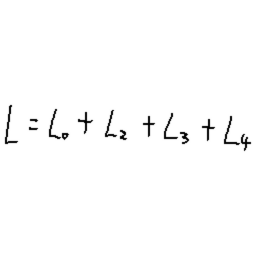 L = L₀ + L₂ + L₃ + L₄